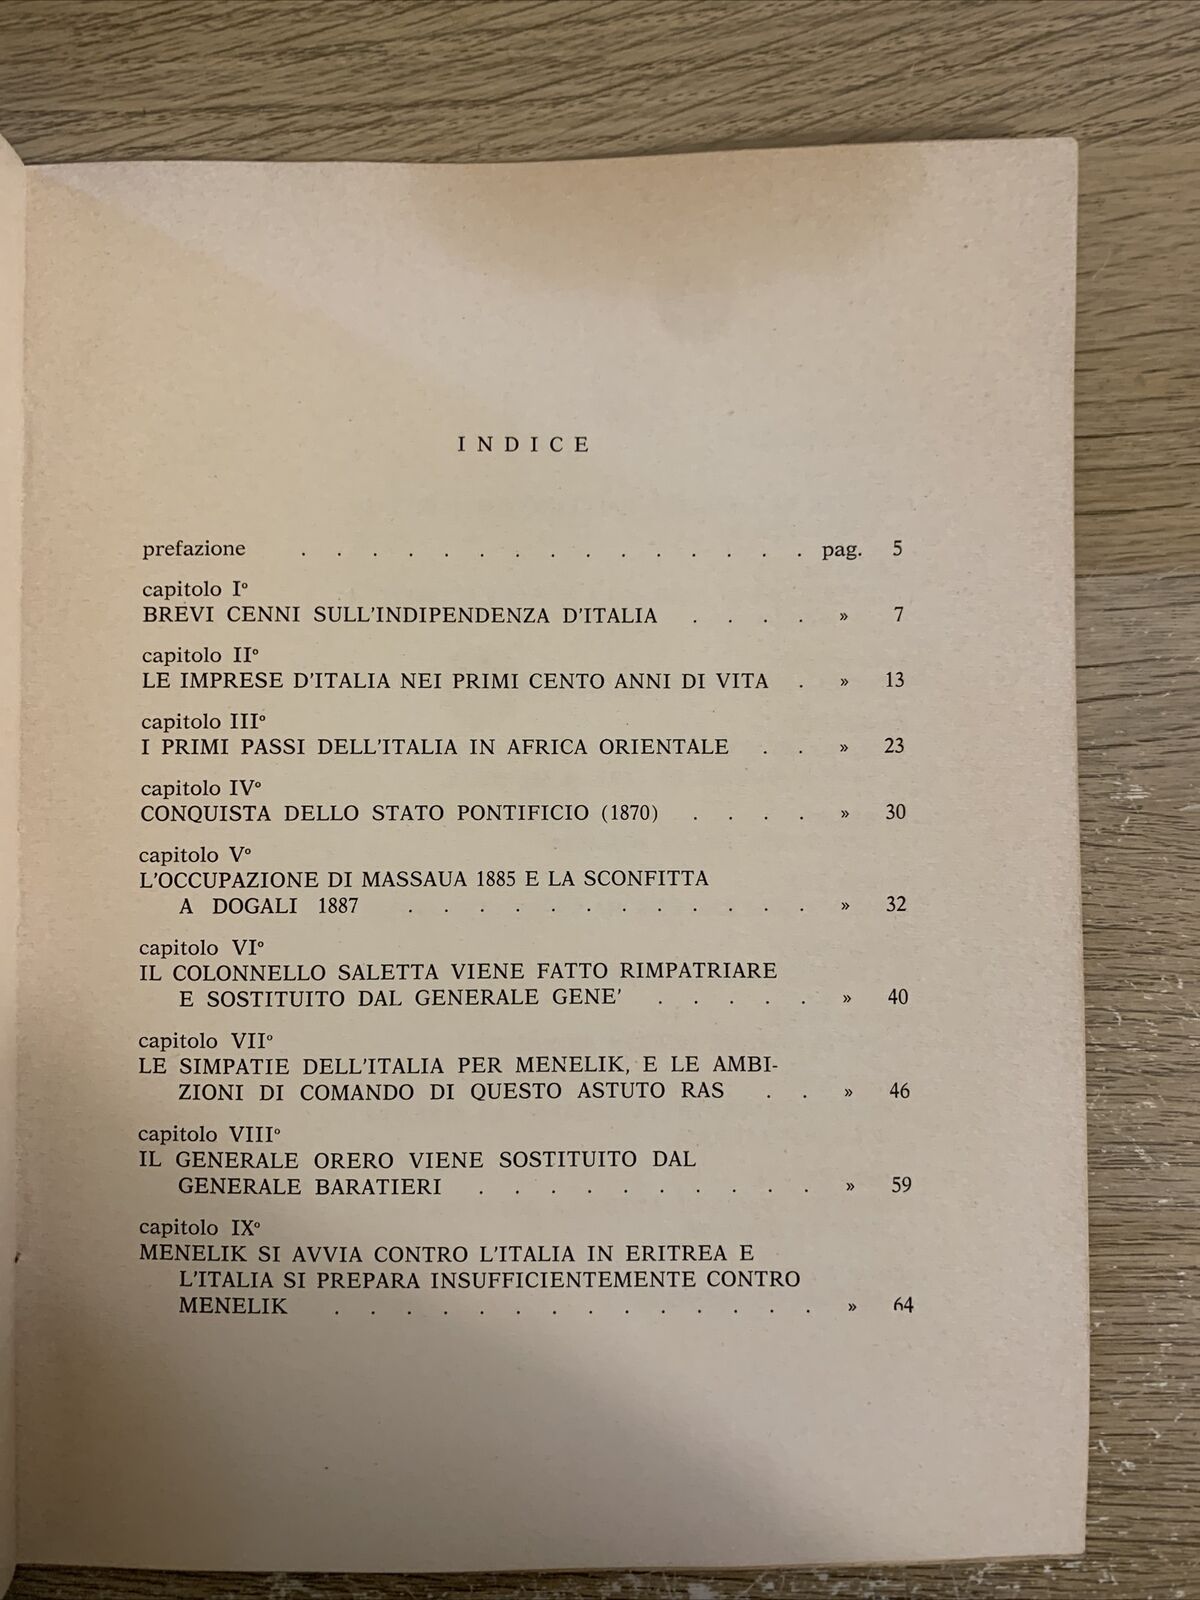 INDICE
prefazione . . . . . . . . . . . . . . . pag. 5
capitolo I°
BREVI CENNI SULL'INDIPENDENZA D'ITALIA . . . . » 7
capitolo II°
LE IMPRESE D'ITALIA NEI PRIMI CENTO ANNI DI VITA . » 13
capitolo III°
I PRIMI PASSI DELL'ITALIA IN AFRICA ORIENTALE . . » 23
capitolo IV°
CONQUISTA DELLO STATO PONTIFICIO (1870) . . . . » 30
capitolo V°
L'OCCUPAZIONE DI MASSAUA 1885 E LA SCONFITTA
A DOGALI 1887 . . . . . . . . . . . . » 32
capitolo VI°
IL COLONNELLO SALETTA VIENE FATTO RIMPATRIARE
E SOSTITUITO DAL GENERALE GENE' . . . . . » 40
capitolo VII°
LE SIMPATIE DELL'ITALIA PER MENELIK, E LE AMBI-
ZIONI DI COMANDO DI QUESTO ASTUTO RAS . . » 46
capitolo VIII°
IL GENERALE ORERO VIENE SOSTITUITO DAL
GENERALE BARATIERI . . . . . . . . . . » 59
capitolo IX°
MENELIK SI AVVIA CONTRO L'ITALIA IN ERITREA E
L'ITALIA SI PREPARA INSUFFICIENTEMENTE CONTRO
MENELIK . . . . . . . . . . . . . . » 64